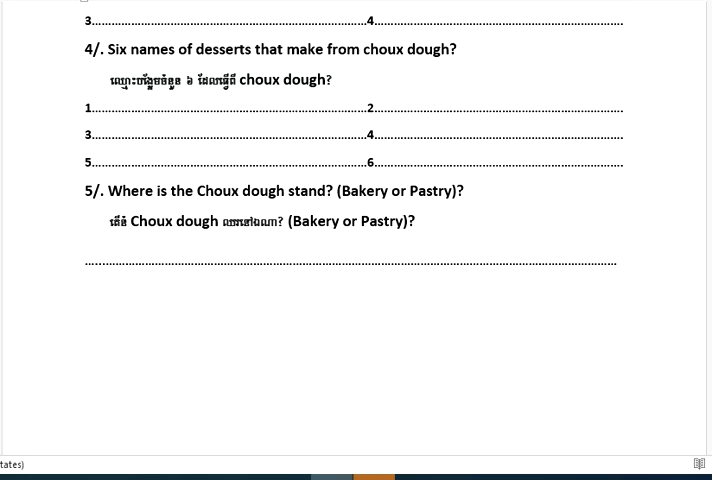 3..........................................................................................4...................................................................................
4/. Six names of desserts that make from choux dough?
ឈ្មោះបង្អែមចំនួន ៦ ដែលធ្វើពី choux dough?
1..........................................................................................2...................................................................................
3..........................................................................................4...................................................................................
5..........................................................................................6...................................................................................
5/. Where is the Choux dough stand? (Bakery or Pastry)?
តើនំ Choux dough ឈរនៅឯណា? (Bakery or Pastry)?
................................................................................................................................................................................
tates)